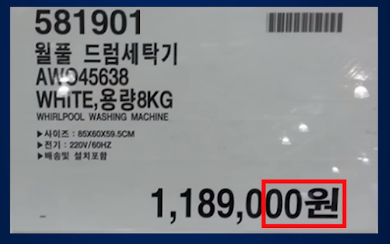 581901
월풀 드럼세탁기
AWO45638
WHITE,용량8KG
WHIRLPOOL WASHING MACHINE
▶사이즈 : 85X60X59.5CM
▶전기 : 220V/60HZ
▶배송및 설치포함
1,189,000원